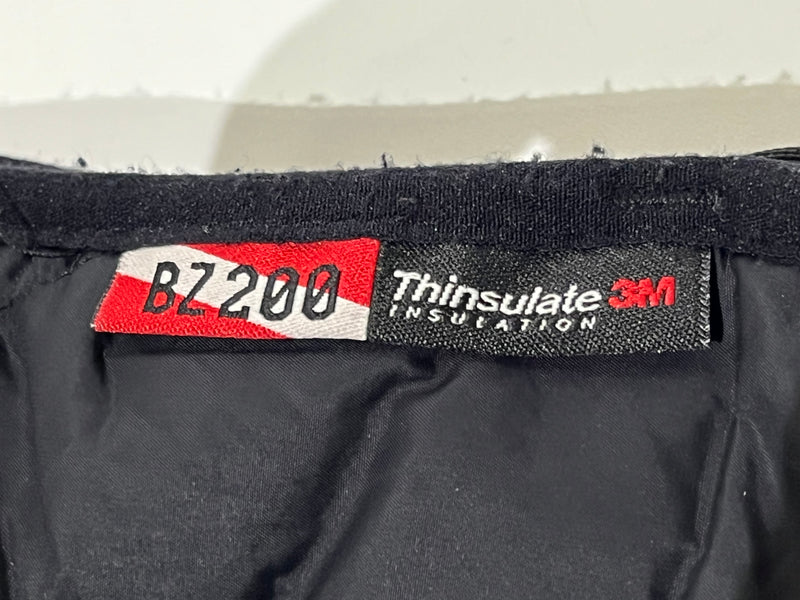 BZ200
Thinsulate 3M
INSULATION